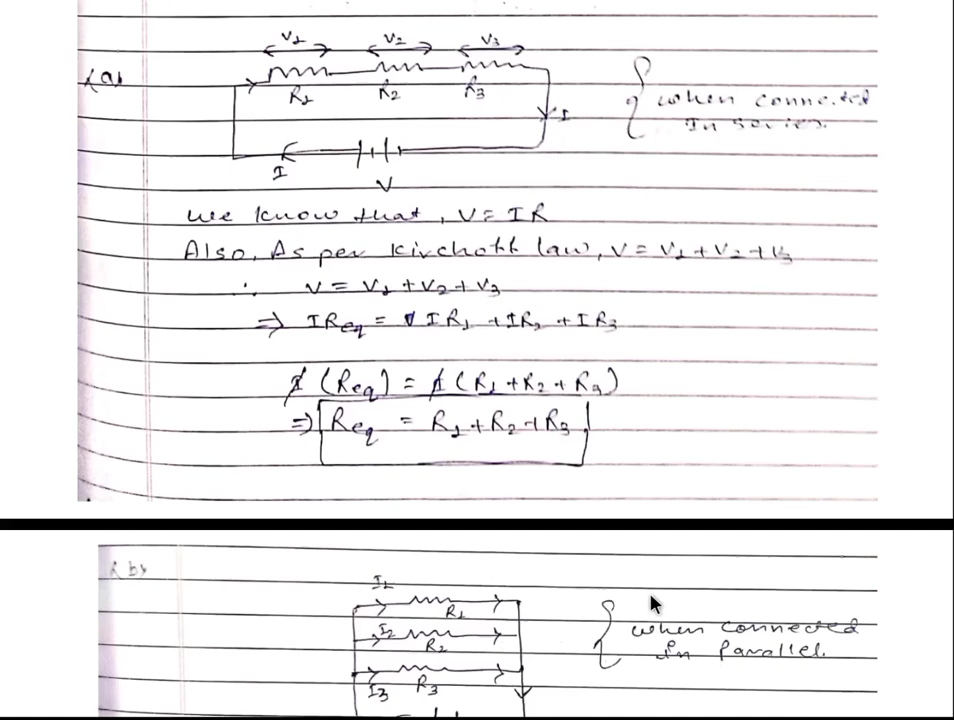 (a)
V1 V2 V3
R1 R2 R3
I
I
V
{ when connected
In series.
We know that, V = IR
Also, As per Kirchoff law, V = V1 + V2 + V3
∴ V = V1 + V2 + V3
⇒ IReq = IR1 + IR2 + IR3
I (Req) = I (R1 + R2 + R3)
⇒ Req = R1 + R2 + R3
(b)
I1
R1
I2
R2
I3 R3
{ when connected
in Parallel.